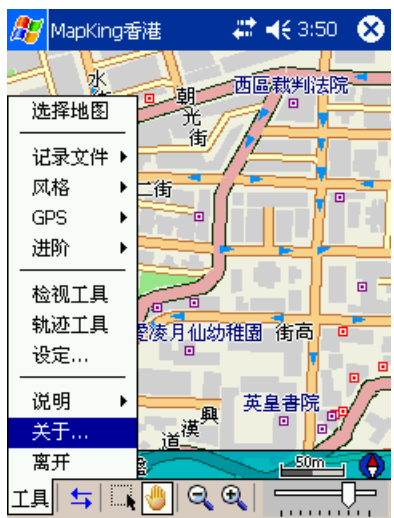 MapKing香港 3:50
水
西區裁判法院
朝
光
街
选择地图
记录文件
二街
风格
GPS
进阶
检视工具
轨迹工具
愛凌月仙幼稚園 街高
设定...
说明
英皇書院
興
漢
道
关于...
离开
50m
工具